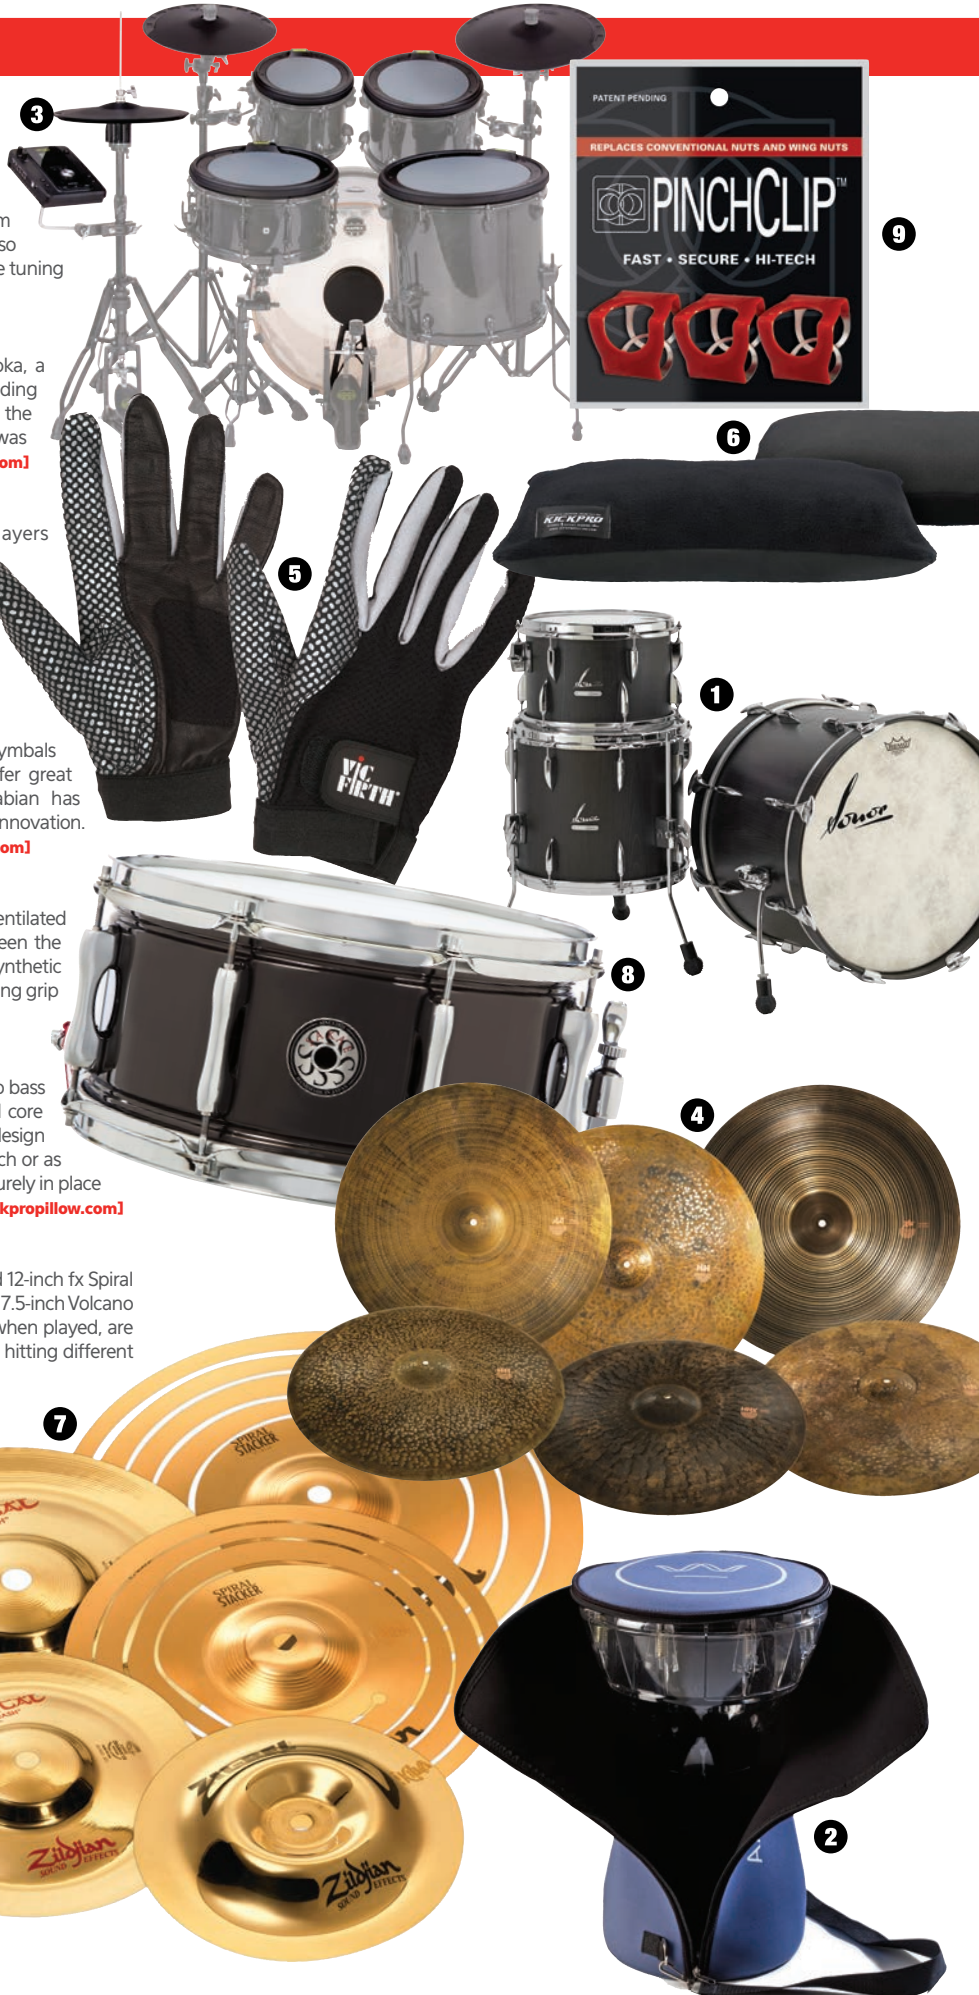 3
PATENT PENDING
REPLACES CONVENTIONAL NUTS AND WING NUTS
PINCHCLIP™
FAST • SECURE • HI-TECH
9
m
so
e tuning
oka, a
ding
the
was
om]
6
KICKPRO
ayers
5
1
VIC
FIRTH
Sonor
ymbals
fer great
abian has
nnovation.
om]
entilated
een the
ynthetic
ng grip
8
o bass
l core
design
ch or as
urely in place
kpropillow.com]
4
d 12-inch fx Spiral
7.5-inch Volcano
when played, are
hitting different
7
SPIRAL
STACKER
SPIRAL
STACKER
Zildjian
SOUND EFFECTS
Zildjian
SOUND EFFECTS
2